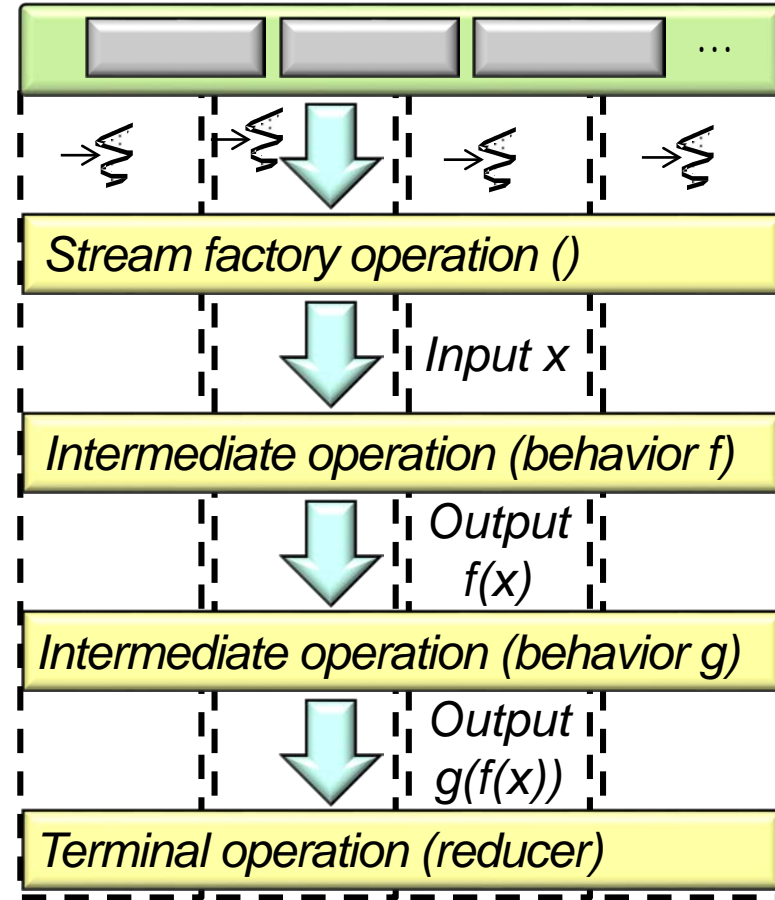 ...
Stream factory operation ()
Input x
Intermediate operation (behavior f)
Output
f(x)
Intermediate operation (behavior g)
Output
g(f(x))
Terminal operation (reducer)